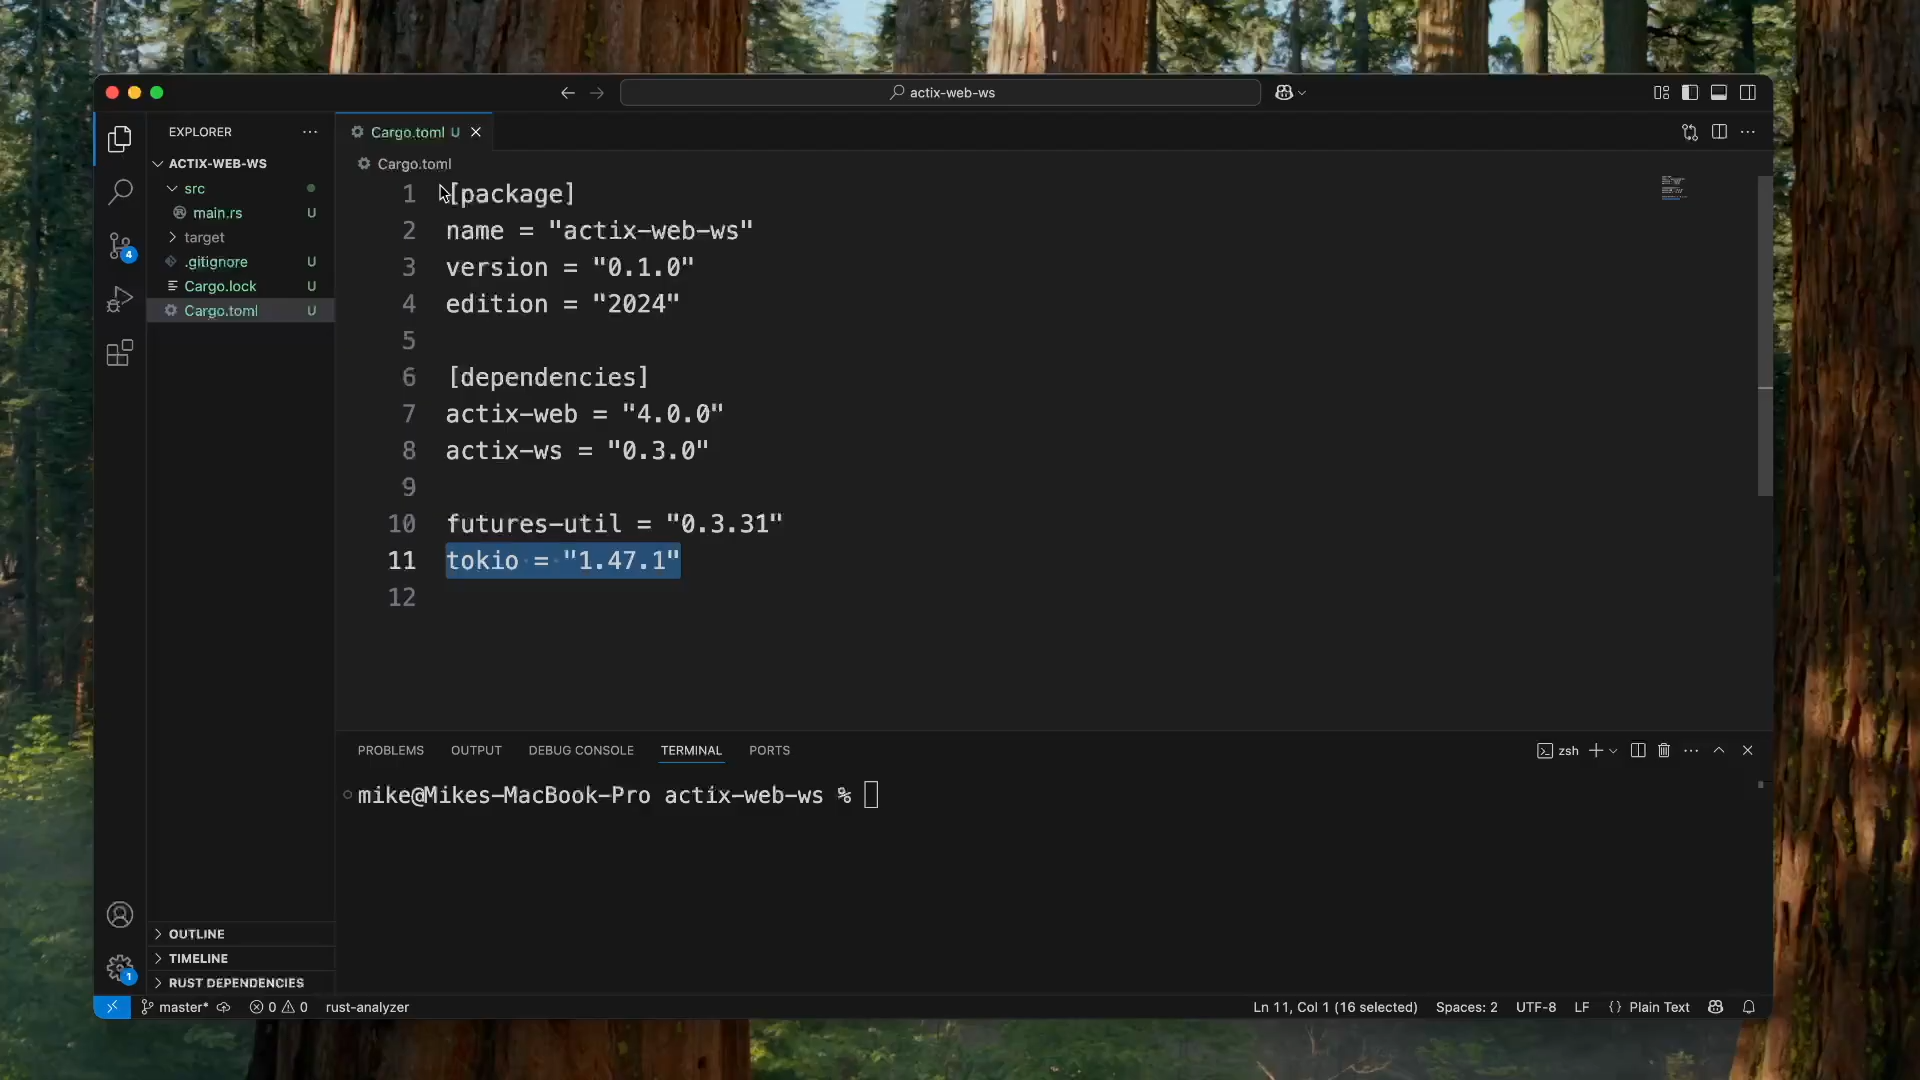 actix-web-ws
EXPLORER
ACTIX-WEB-WS
src
main.rs U
target
.gitignore U
Cargo.lock U
Cargo.toml U
OUTLINE
TIMELINE
RUST DEPENDENCIES
Cargo.toml U
Cargo.toml
1 [package]
2 name = "actix-web-ws"
3 version = "0.1.0"
4 edition = "2024"
5
6 [dependencies]
7 actix-web = "4.0.0"
8 actix-ws = "0.3.0"
9
10 futures-util = "0.3.31"
11 tokio = "1.47.1"
12
PROBLEMS OUTPUT DEBUG CONSOLE TERMINAL PORTS
zsh
mike@Mikes-MacBook-Pro actix-web-ws %
4
1
master* 0 0 rust-analyzer
Ln 11, Col 1 (16 selected) Spaces: 2 UTF-8 LF {} Plain Text